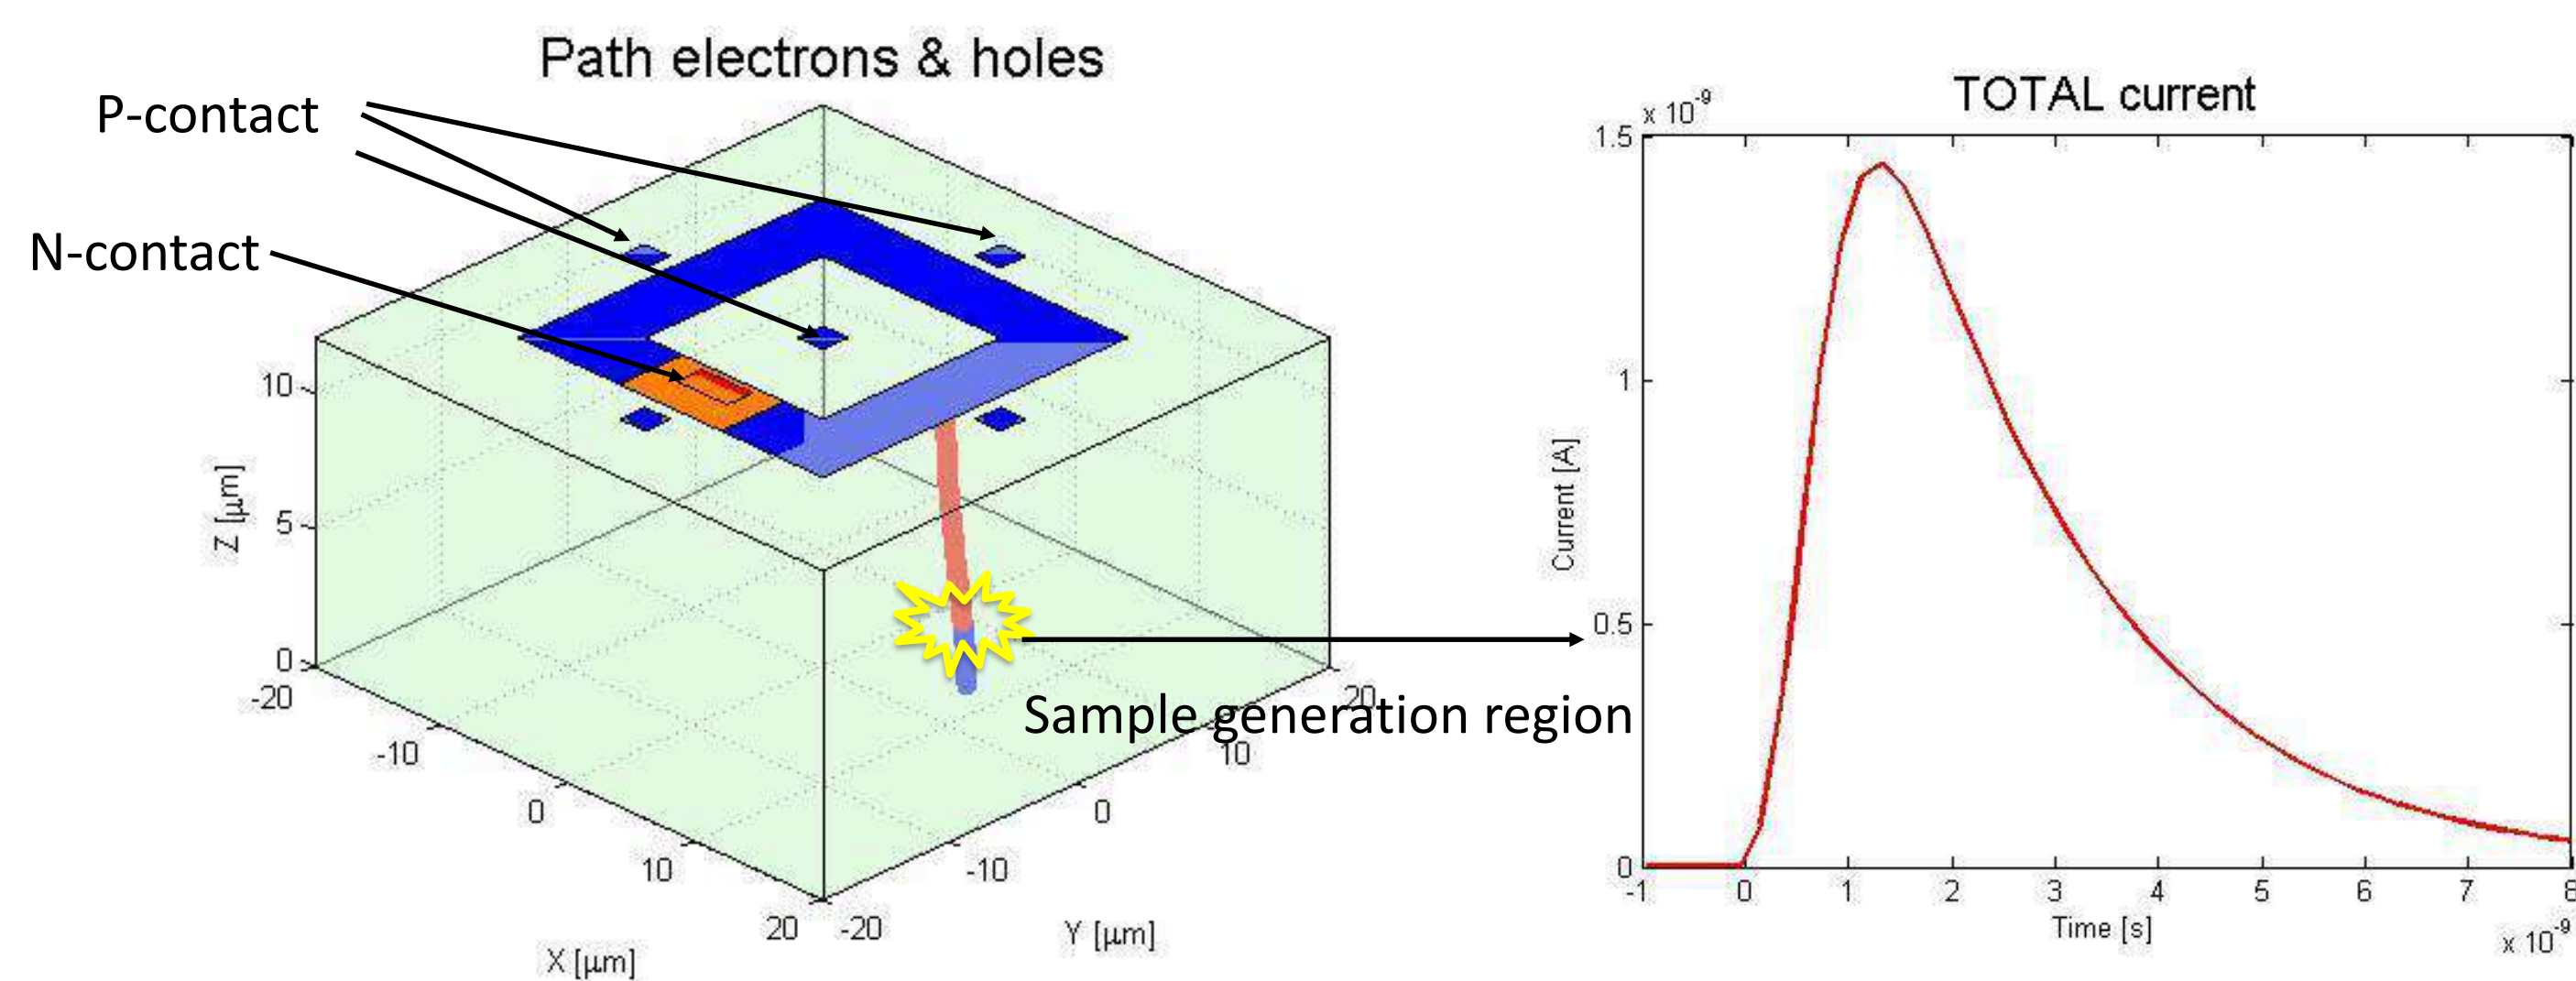 Path electrons & holes
P-contact
N-contact
10
5
0
Z [μm]
-20
-10
0
10
20
X [μm]
-20
-10
0
10
20
Y [μm]
Sample generation region
TOTAL current
x 10^-9
1.5
1
0.5
0
Current [A]
-1 0 1 2 3 4 5 6 7 8
Time [s]
x 10^-9